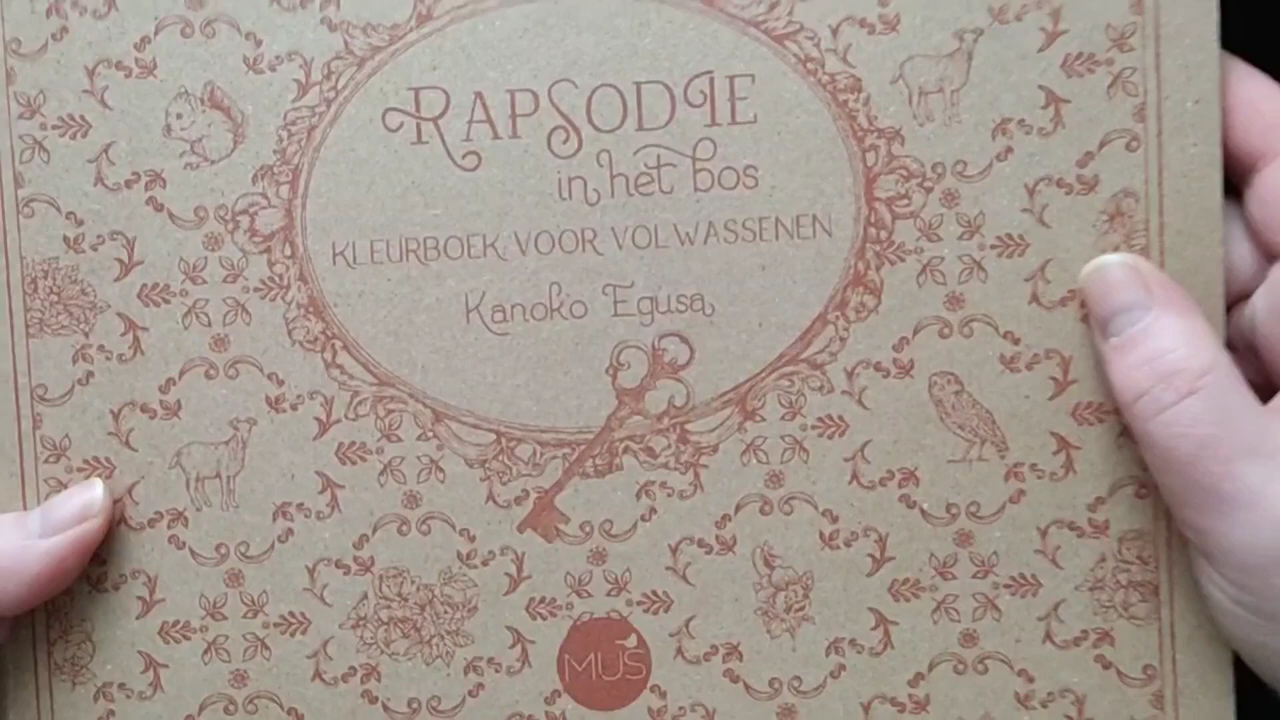 RAPSODIE
in het bos
KLEURBOEK VOOR VOLWASSENEN
Kanoko Egusa
MUS